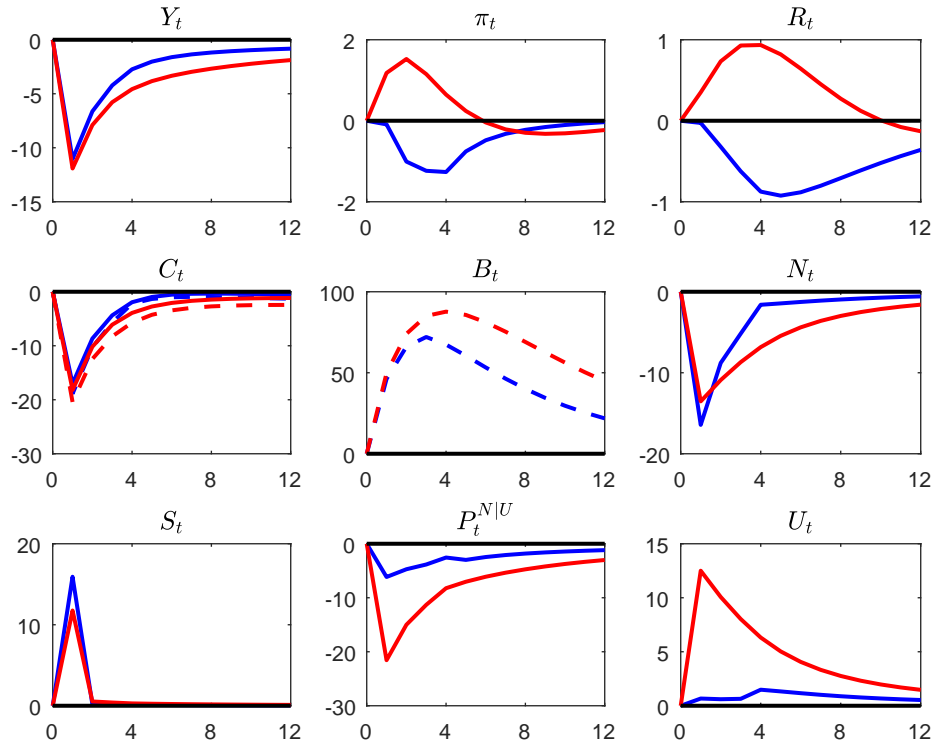 Y_t π_t R_t
0 -5 -10 -15 0 4 8 12
2 0 -2 0 4 8 12
1 0 -1 0 4 8 12
C_t B_t N_t
0 -10 -20 -30 0 4 8 12
100 50 0 0 4 8 12
0 -10 -20 0 4 8 12
S_t P_t^{N|U} U_t
20 10 0 0 4 8 12
0 -10 -20 -30 0 4 8 12
15 10 5 0 0 4 8 12